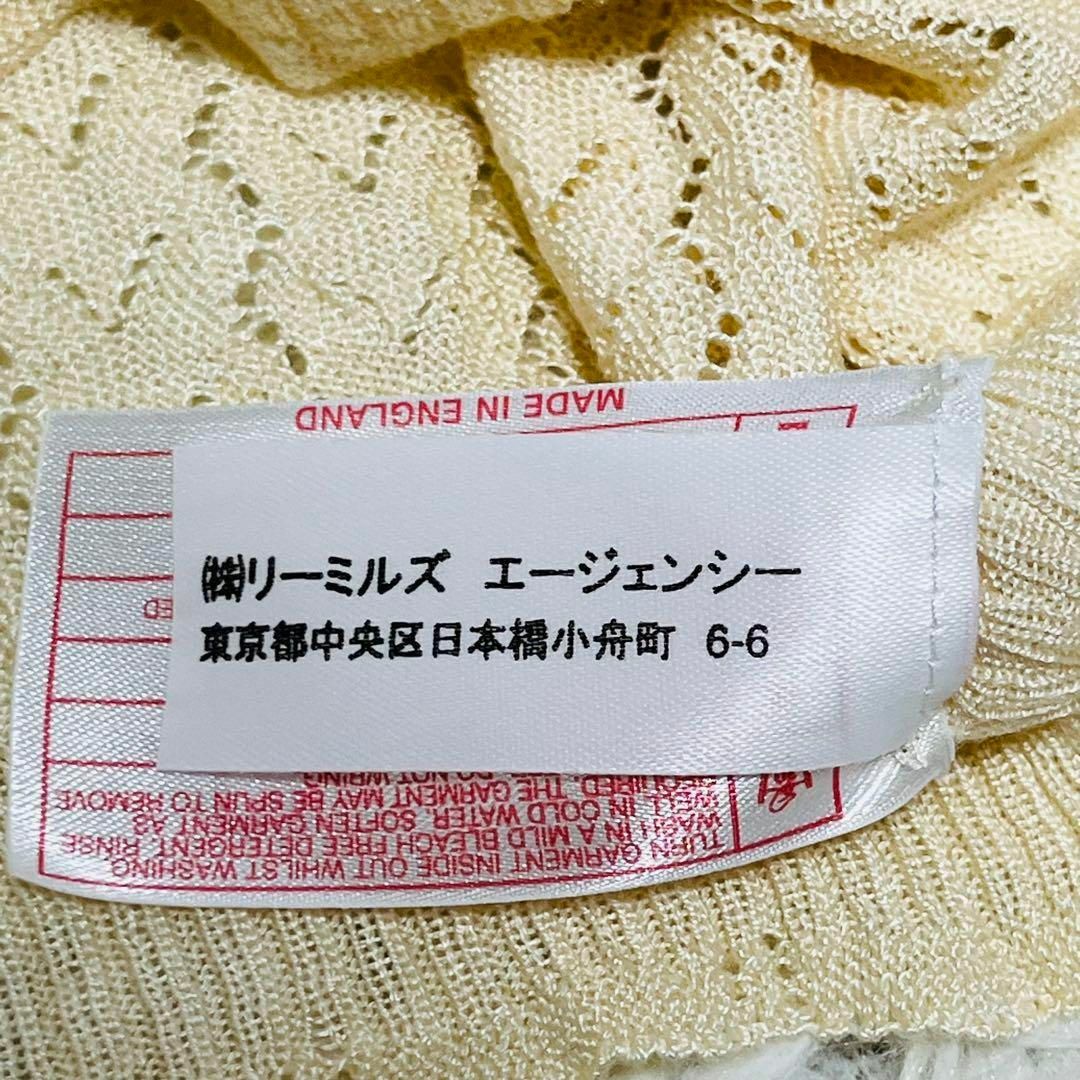 MADE IN ENGLAND
㈱リーミルズ エージェンシー
東京都中央区日本橋小舟町 6-6
TURN GARMENT INSIDE OUT WHILST WASHING
WASH IN A MILD BLEACH FREE DETERGENT. RINSE
WELL IN COLD WATER. SOFTEN GARMENT AS
REQUIRED. THE GARMENT MAY BE SPUN TO REMOVE
DO NOT WRING